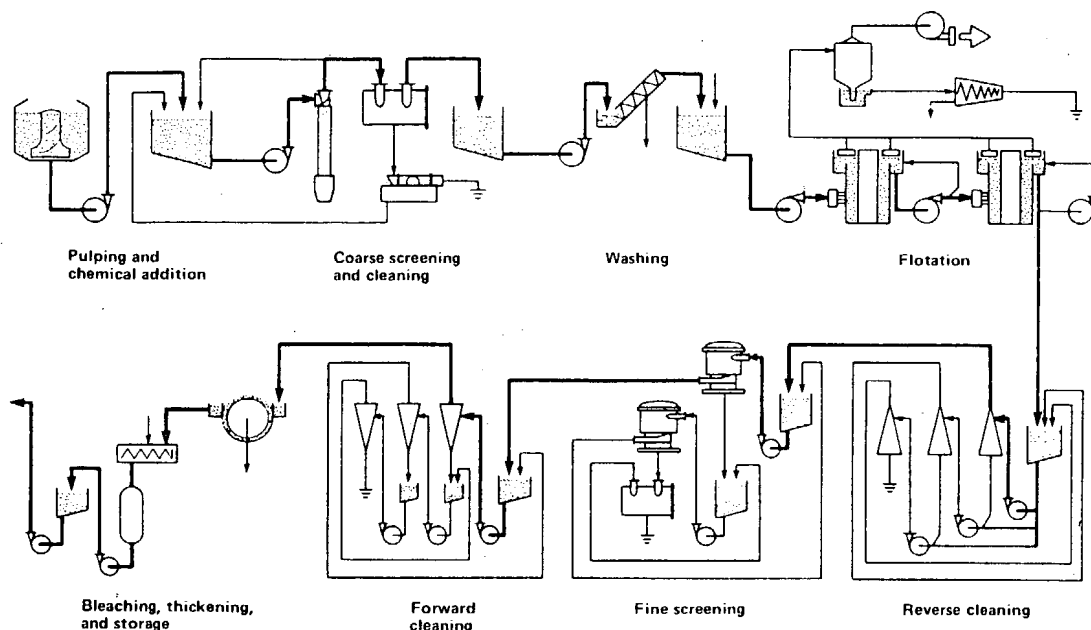 Pulping and
chemical addition
Coarse screening
and cleaning
Washing
Flotation
Bleaching, thickening,
and storage
Forward
cleaning
Fine screening
Reverse cleaning